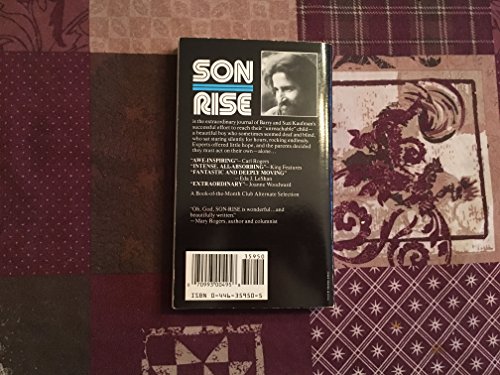 SON
RISE
is the extraordinary journal of Barry and Suzi Kaufman's
successful effort to reach their "unreachable" child—
a beautiful boy who sometimes seemed deaf and blind,
who sat staring silently for hours, rocking endlessly.
Experts offered little hope, and the parents decided
they must act on their own—alone...
"AWE-INSPIRING"—Carl Rogers
"INTENSE, ALL-ABSORBING"—King Features
"FANTASTIC AND DEEPLY MOVING"
—Eda J. LeShan
"EXTRAORDINARY"—Joanne Woodward
A Book-of-the-Month Club Alternate Selection
"Oh, God, SON-RISE is wonderful...and
beautifully written"
—Mary Rogers, author and columnist
35950
0
70993 00495
8
ISBN 0-446-35950-5